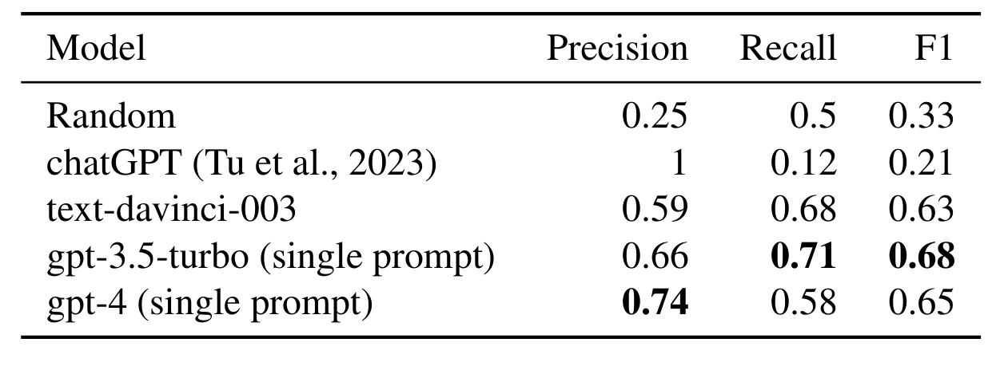 Model Precision Recall F1
Random 0.25 0.5 0.33
chatGPT (Tu et al., 2023) 1 0.12 0.21
text-davinci-003 0.59 0.68 0.63
gpt-3.5-turbo (single prompt) 0.66 0.71 0.68
gpt-4 (single prompt) 0.74 0.58 0.65